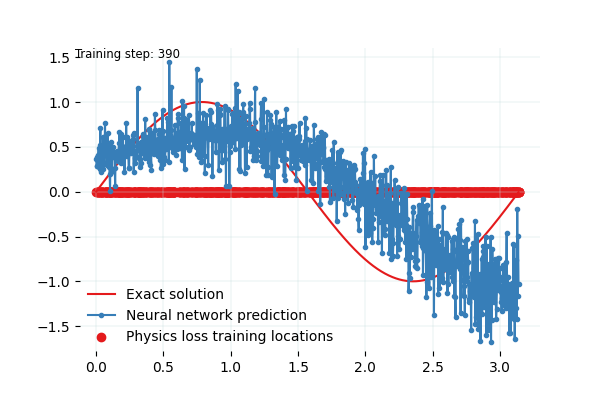 Training step: 390
1.5
1.0
0.5
0.0
−0.5
−1.0
−1.5
Exact solution
Neural network prediction
Physics loss training locations
0.0 0.5 1.0 1.5 2.0 2.5 3.0